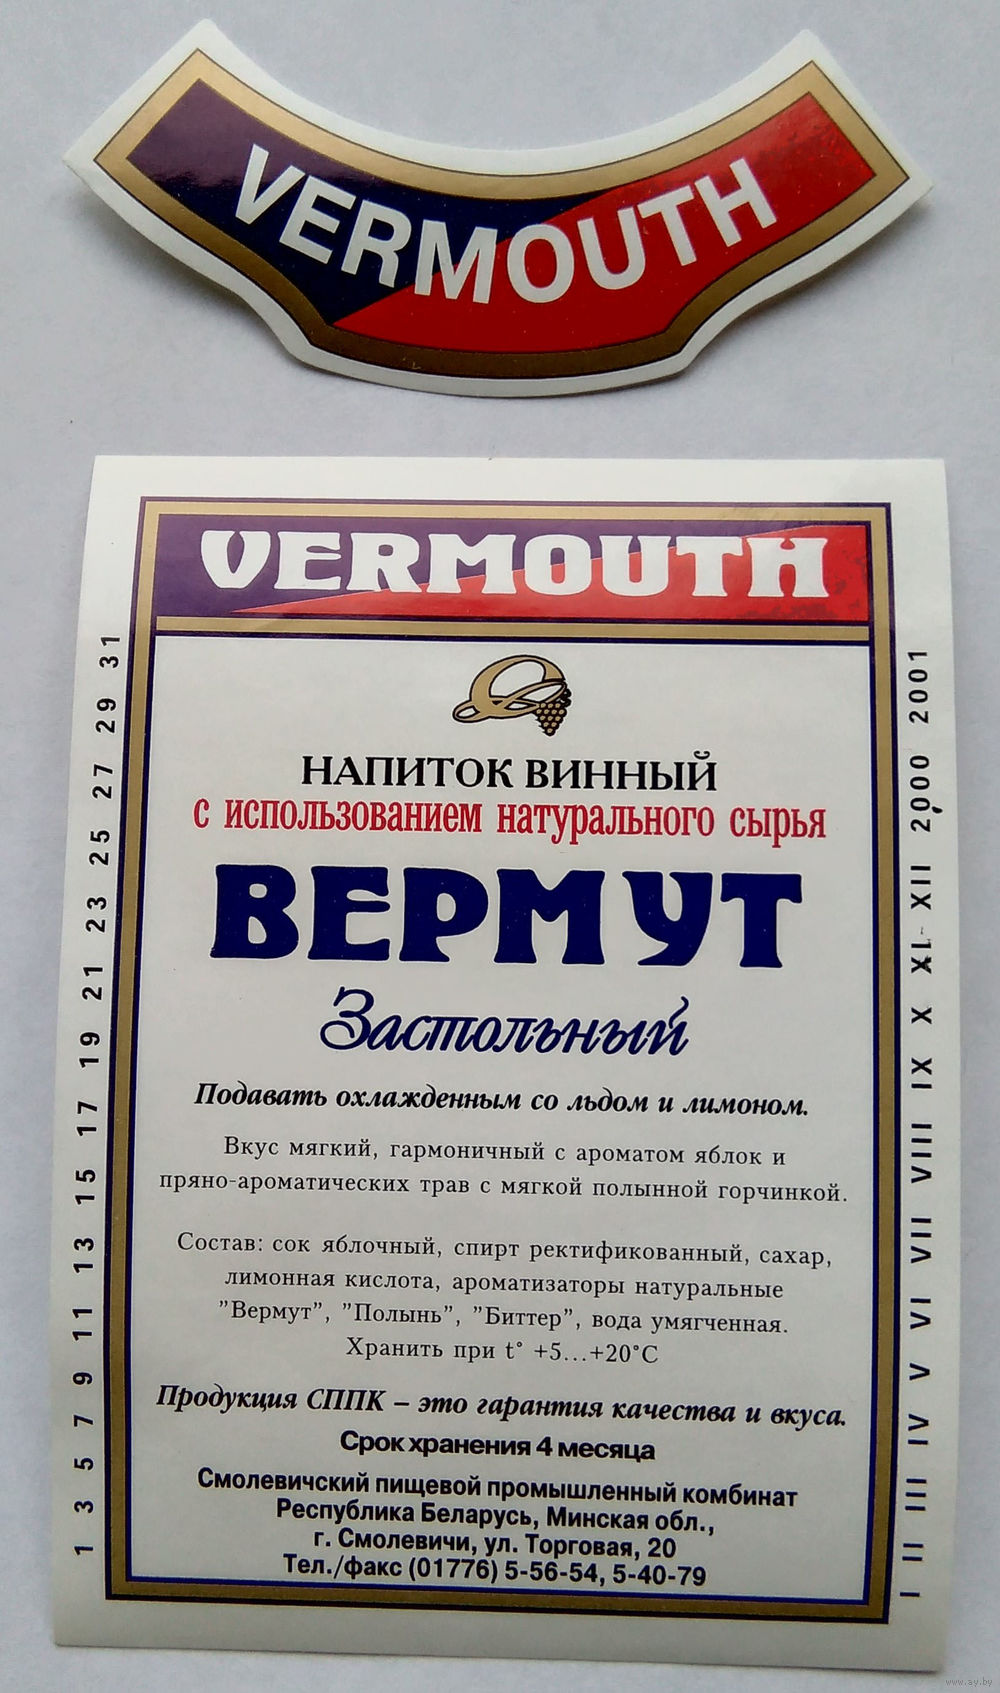 VERMOUTH
VERMOUTH
НАПИТОК ВИННЫЙ
с использованием натурального сырья
ВЕРМУТ
Застольный
Подавать охлажденным со льдом и лимоном.
Вкус мягкий, гармоничный с ароматом яблок и
пряно-ароматических трав с мягкой полынной горчинкой.
Состав: сок яблочный, спирт ректификованный, сахар,
лимонная кислота, ароматизаторы натуральные
"Вермут", "Полынь", "Биттер", вода умягченная.
Хранить при t° +5...+20°С
Продукция СППК – это гарантия качества и вкуса.
Срок хранения 4 месяца
Смолевичский пищевой промышленный комбинат
Республика Беларусь, Минская обл.,
г. Смолевичи, ул. Торговая, 20
Тел./факс (01776) 5-56-54, 5-40-79
1 3 5 7 9 11 13 15 17 19 21 23 25 27 29 31
I II III IV V VI VII VIII IX X XI XII 2000 2001
www.ay.by